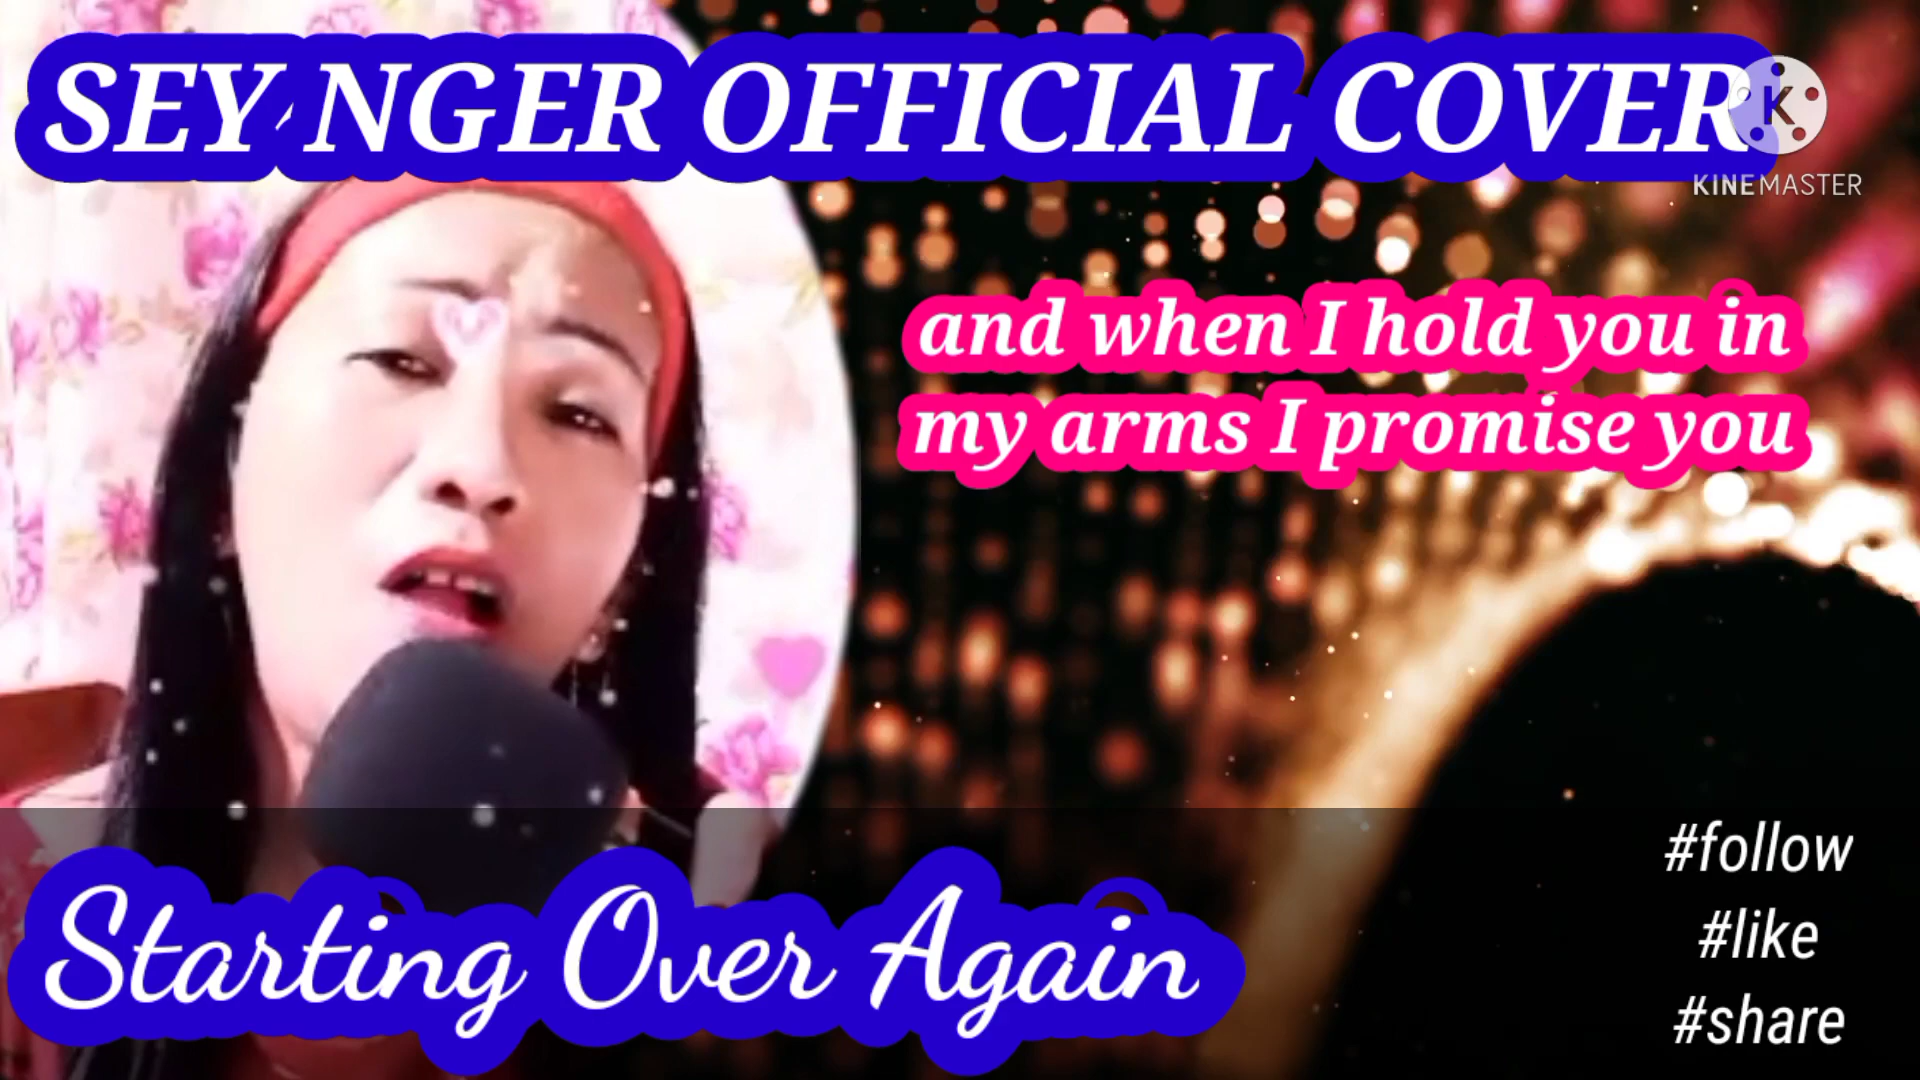 SEY NGER OFFICIAL COVER
K
KINEMASTER
and when I hold you in
my arms I promise you
Starting Over Again
#follow
#like
#share